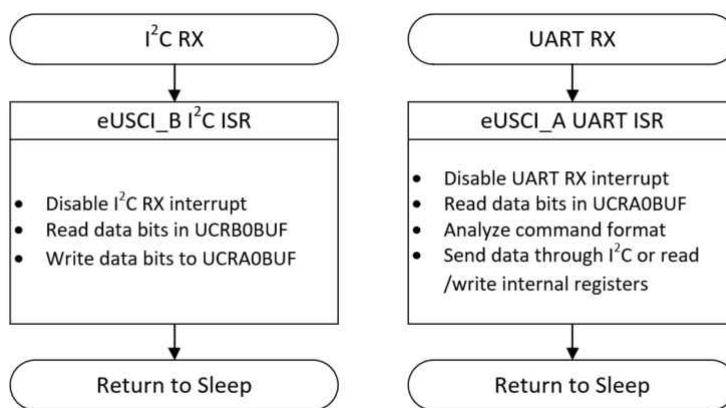 I²C RX
eUSCI_B I²C ISR
• Disable I²C RX interrupt
• Read data bits in UCRB0BUF
• Write data bits to UCRA0BUF
Return to Sleep
UART RX
eUSCI_A UART ISR
• Disable UART RX interrupt
• Read data bits in UCRA0BUF
• Analyze command format
• Send data through I²C or read
/write internal registers
Return to Sleep